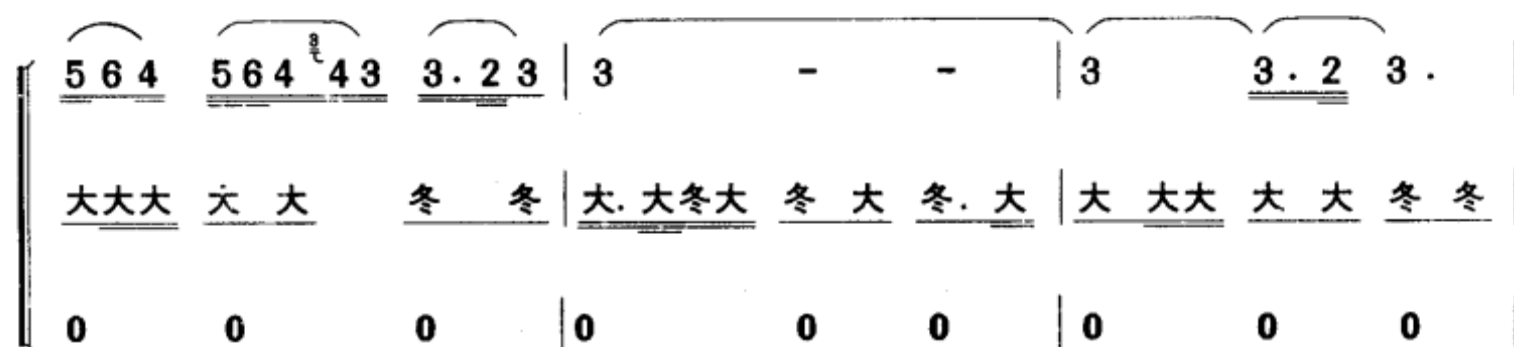 5 6 4 5 6 4 3 4 3 3 . 2 3 | 3 - - | 3 3 . 2 3 .
大大大 大 大 冬 冬 | 大. 大冬大 冬 大 冬. 大 | 大 大大 大 大 冬 冬
0 0 0 | 0 0 0 | 0 0 0